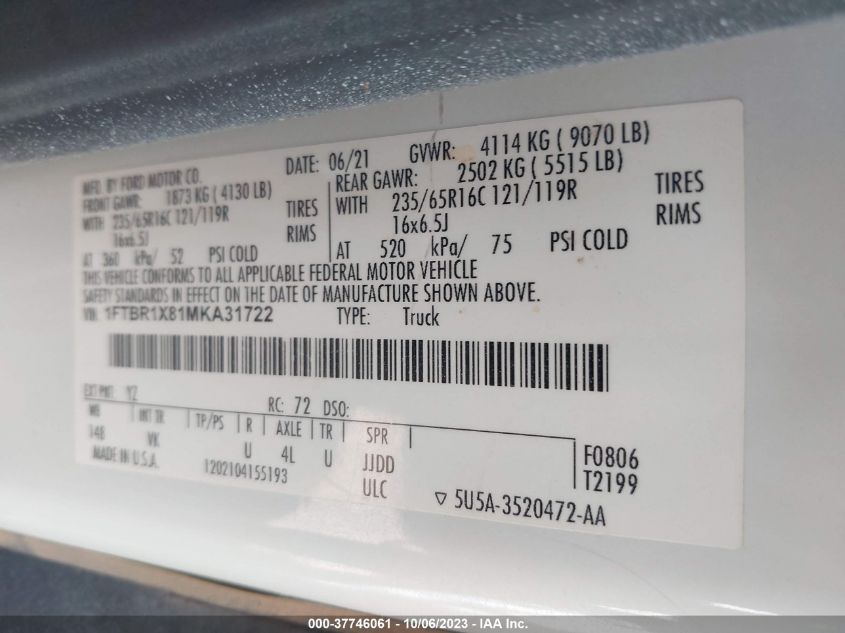 MFD. BY FORD MOTOR CO. DATE: 06/21 GVWR: 4114 KG ( 9070 LB)
FRONT GAWR: 1873 KG ( 4130 LB) REAR GAWR: 2502 KG ( 5515 LB)
WITH 235/65R16C 121/119R TIRES WITH 235/65R16C 121/119R TIRES
16x6.5J RIMS 16x6.5J RIMS
AT 360 kPa/ 52 PSI COLD AT 520 kPa/ 75 PSI COLD
THIS VEHICLE CONFORMS TO ALL APPLICABLE FEDERAL MOTOR VEHICLE
SAFETY STANDARDS IN EFFECT ON THE DATE OF MANUFACTURE SHOWN ABOVE.
VIN: 1FTBR1X81MKA31722 TYPE: Truck
EXT PNT: YZ RC: 72 DSO:
WB INT TR TP/PS R AXLE TR SPR
148 VK U 4L U JJDD F0806
MADE IN U.S.A. 1202104155193 ULC T2199
▽ 5U5A-3520472-AA
000-37746061 - 10/06/2023 - IAA Inc.